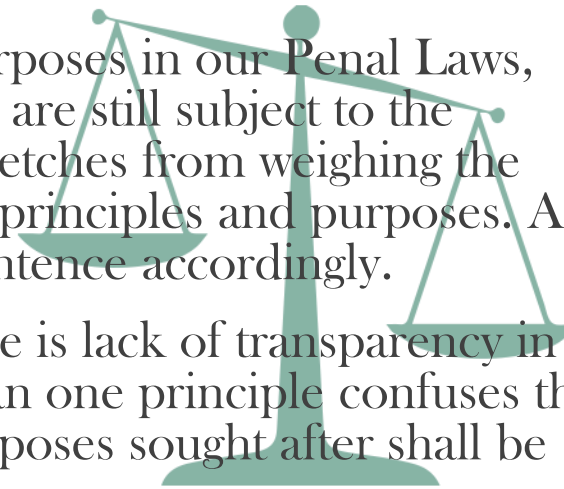 rposes in our Penal Laws,
are still subject to the
etches from weighing the
principles and purposes. A
ntence accordingly.
e is lack of transparency in
an one principle confuses th
poses sought after shall be